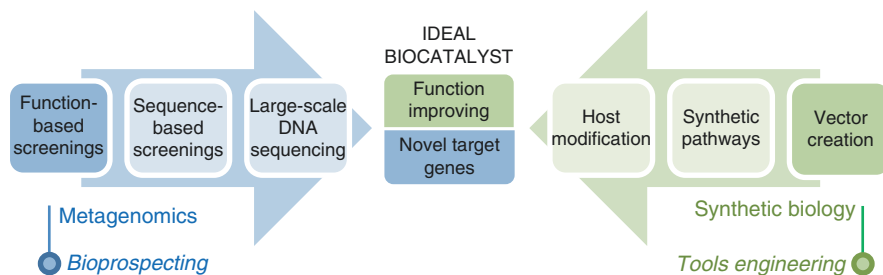 IDEAL
BIOCATALYST
Function-
based
screenings
Sequence-
based
screenings
Large-scale
DNA
sequencing
Function
improving
Novel target
genes
Host
modification
Synthetic
pathways
Vector
creation
Metagenomics
Bioprospecting
Synthetic biology
Tools engineering